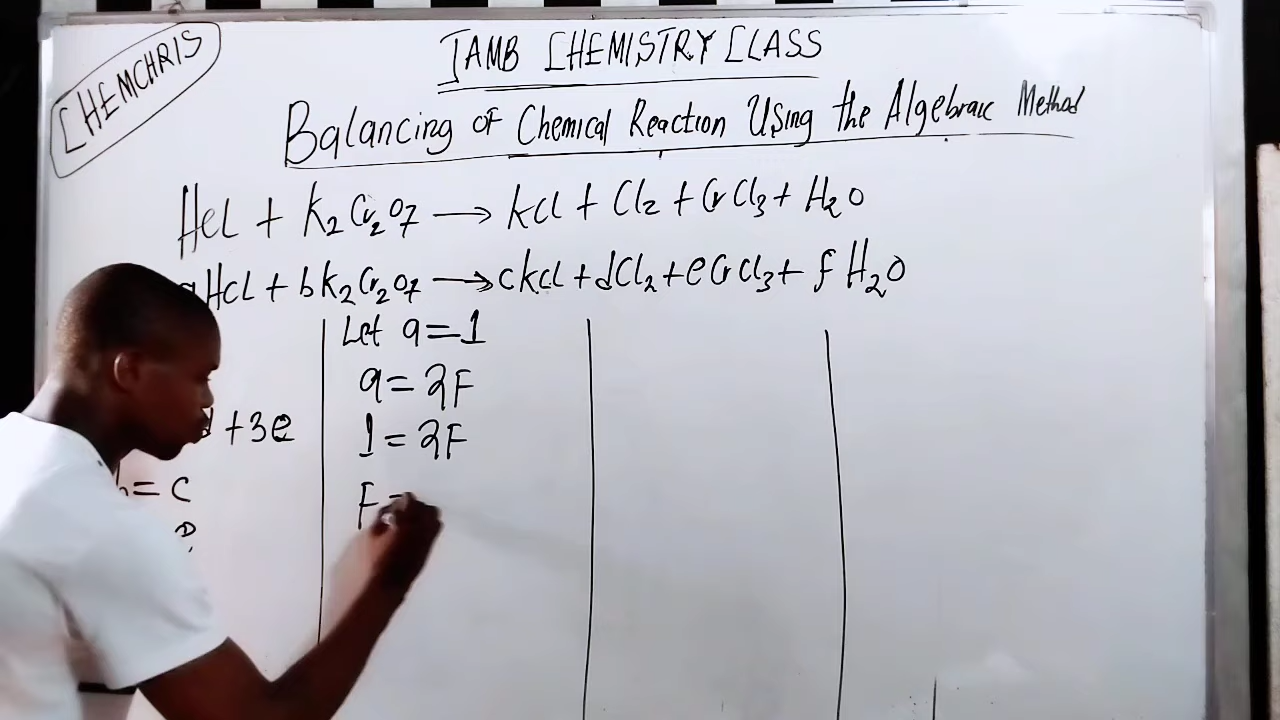 CHEMCHRIS
JAMB CHEMISTRY CLASS
Balancing of Chemical Reaction Using the Algebraic Method
HCl + K₂Cr₂O₇ → KCl + Cl₂ + CrCl₃ + H₂O
aHCl + bK₂Cr₂O₇ → cKCl + dCl₂ + eCrCl₃ + fH₂O
Let a = 1
a = 2F
d + 3e
1 = 2F
b = c
F =